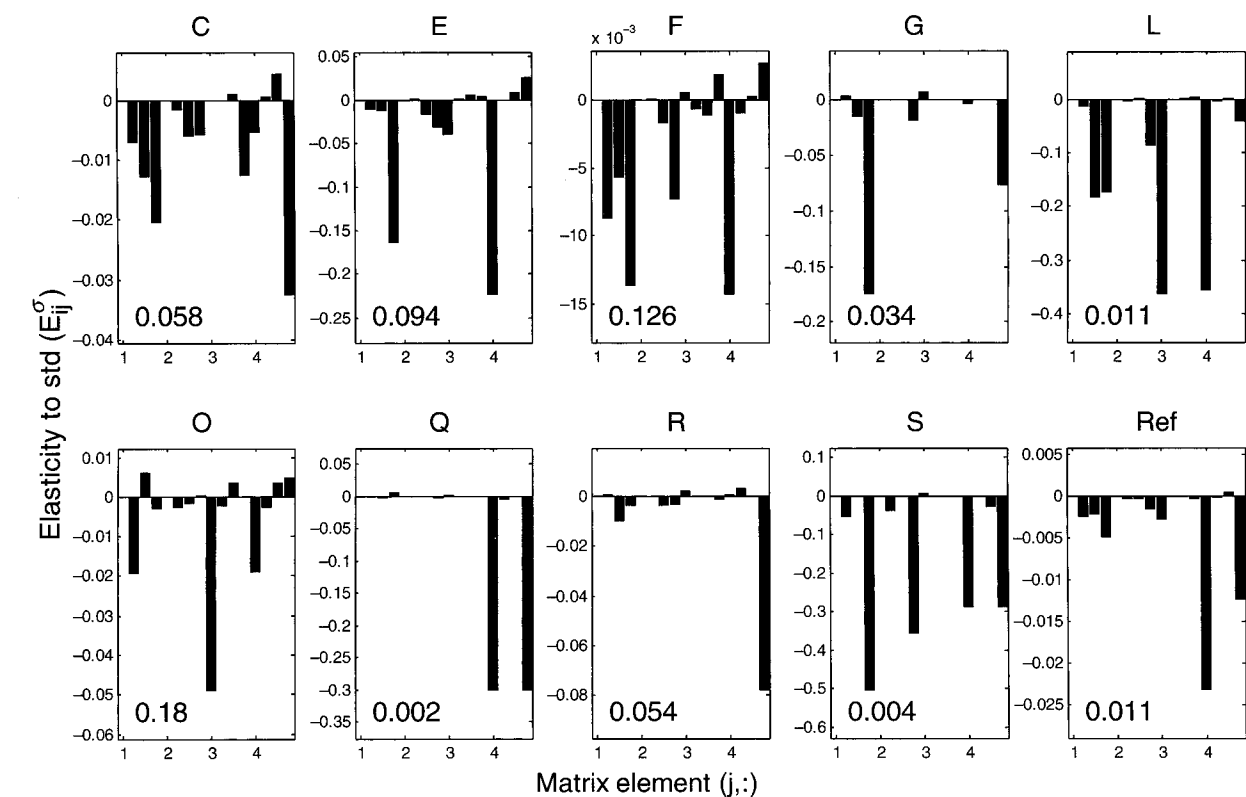 C E F G L
× 10⁻³
0.05 0.05
0 0 0 0 0
−0.01 −0.05 −5 −0.05 −0.1
−0.02 −0.1 −10 −0.1 −0.2
−0.03 −0.15 −15 −0.15 −0.3
−0.04 −0.2 −0.2 −0.4
−0.25
0.058 0.094 0.126 0.034 0.011
1 2 3 4 1 2 3 4 1 2 3 4 1 2 3 4 1 2 3 4
Elasticity to std (E_ij^σ)
O Q R S Ref
0.01 0.05 0 0.1 0.005
0 0 −0.02 0 0
−0.01 −0.05 −0.04 −0.1 −0.005
−0.02 −0.1 −0.06 −0.2 −0.01
−0.03 −0.15 −0.08 −0.3 −0.015
−0.04 −0.2 −0.4 −0.02
−0.05 −0.25 −0.5 −0.025
−0.06 −0.3 −0.6
−0.35
0.18 0.002 0.054 0.004 0.011
1 2 3 4 1 2 3 4 1 2 3 4 1 2 3 4 1 2 3 4
Matrix element (j,:)